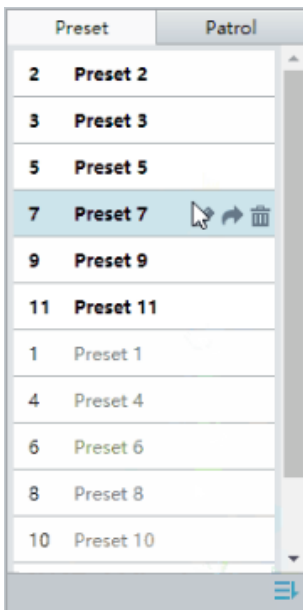 Preset Patrol
2 Preset 2
3 Preset 3
5 Preset 5
7 Preset 7
9 Preset 9
11 Preset 11
1 Preset 1
4 Preset 4
6 Preset 6
8 Preset 8
10 Preset 10